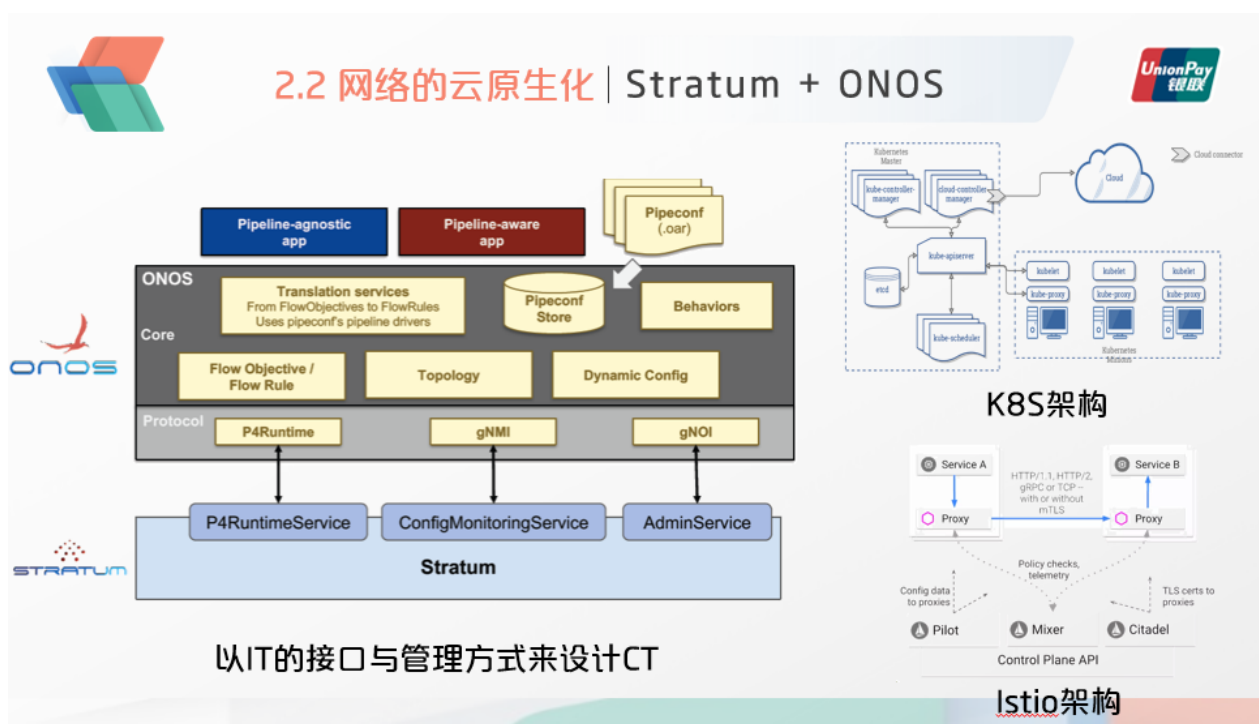 2.2 网络的云原生化 | Stratum + ONOS
UnionPay
银联
Pipeline-agnostic
app
Pipeline-aware
app
Pipeconf
(.oar)
ONOS
Translation services
From FlowObjectives to FlowRules
Uses pipeconf's pipeline drivers
Pipeconf
Store
Behaviors
Core
Flow Objective /
Flow Rule
Topology
Dynamic Config
Protocol
P4Runtime
gNMI
gNOI
onos
P4RuntimeService
ConfigMonitoringService
AdminService
Stratum
STRATUM
以IT的接口与管理方式来设计CT
Kubernetes
Master
kube-controller-
manager
cloud-controller
manager
Cloud
Cloud connector
kube-apiserver
etcd
kube-scheduler
kubelet
kubelet
kubelet
kube-proxy
kube-proxy
kube-proxy
Kubernetes
Minions
K8S架构
Service A
Service B
HTTP/1.1, HTTP/2,
gRPC or TCP --
with or without
mTLS
Proxy
Proxy
Policy checks,
telemetry
Config data
to proxies
TLS certs to
proxies
Pilot
Mixer
Citadel
Control Plane API
Istio架构